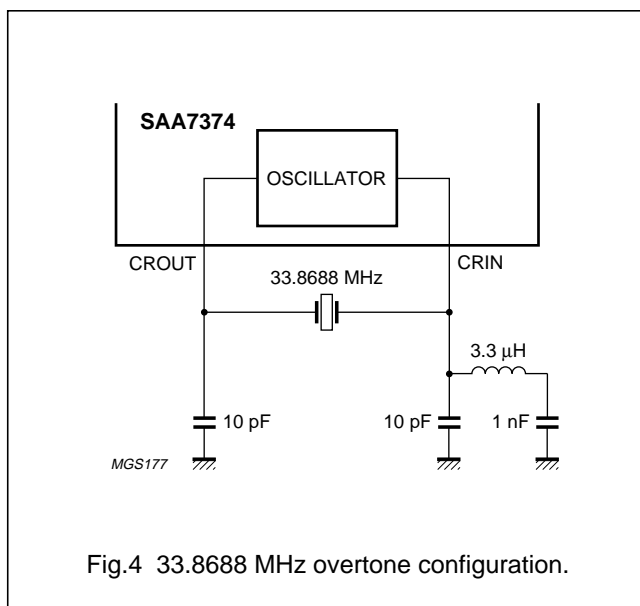 SAA7374
OSCILLATOR
CROUT
CRIN
33.8688 MHz
3.3 µH
10 pF
10 pF
1 nF
MGS177
Fig.4 33.8688 MHz overtone configuration.